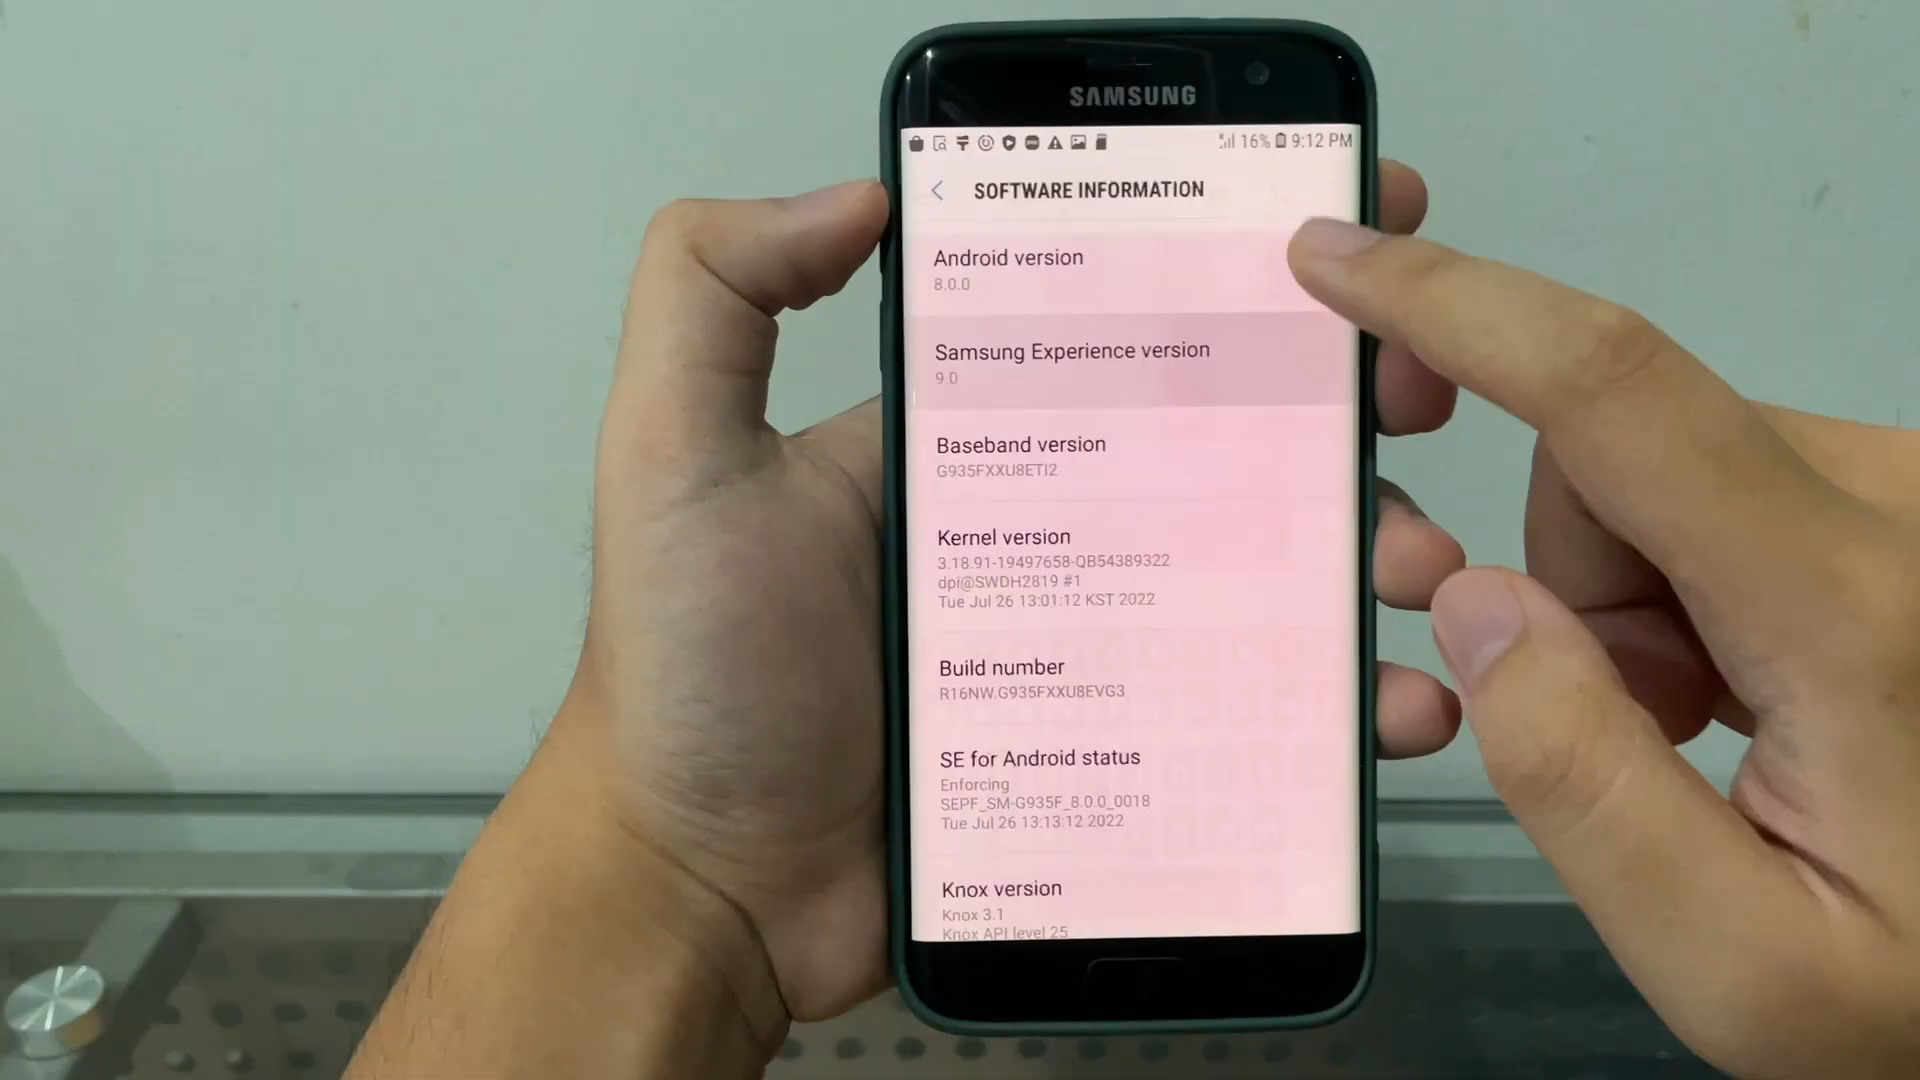 SAMSUNG
16% 9:12 PM
SOFTWARE INFORMATION
Android version
8.0.0
Samsung Experience version
9.0
Baseband version
G935FXXU8ETI2
Kernel version
3.18.91-19497658-QB54389322
dpi@SWDH2819 #1
Tue Jul 26 13:01:12 KST 2022
Build number
R16NW.G935FXXU8EVG3
SE for Android status
Enforcing
SEPF_SM-G935F_8.0.0_0018
Tue Jul 26 13:13:12 2022
Knox version
Knox 3.1
Knox API level 25